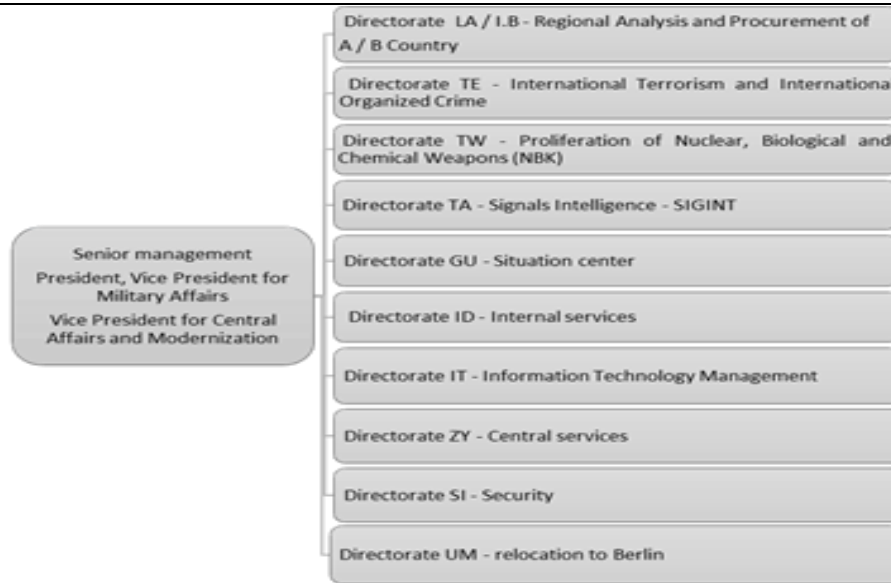 Senior management
President, Vice President for
Military Affairs
Vice President for Central
Affairs and Modernization
Directorate LA / I.B - Regional Analysis and Procurement of
A / B Country
Directorate TE - International Terrorism and Internationa
Organized Crime
Directorate TW - Proliferation of Nuclear, Biological and
Chemical Weapons (NBK)
Directorate TA - Signals Intelligence - SIGINT
Directorate GU - Situation center
Directorate ID - Internal services
Directorate IT - Information Technology Management
Directorate ZY - Central services
Directorate SI - Security
Directorate UM - relocation to Berlin